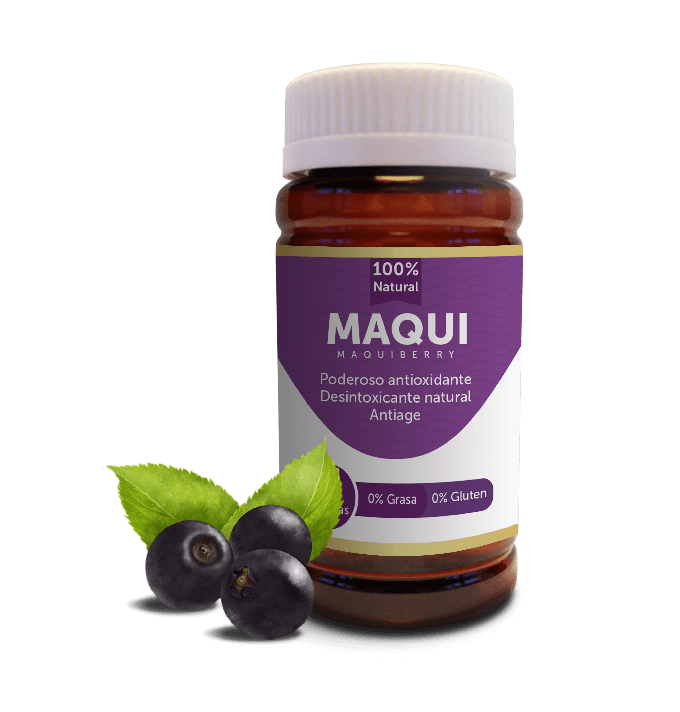 100%
Natural
MAQUI
MAQUIBERRY
Poderoso antioxidante
Desintoxicante natural
Antiage
0% Grasa
0% Gluten